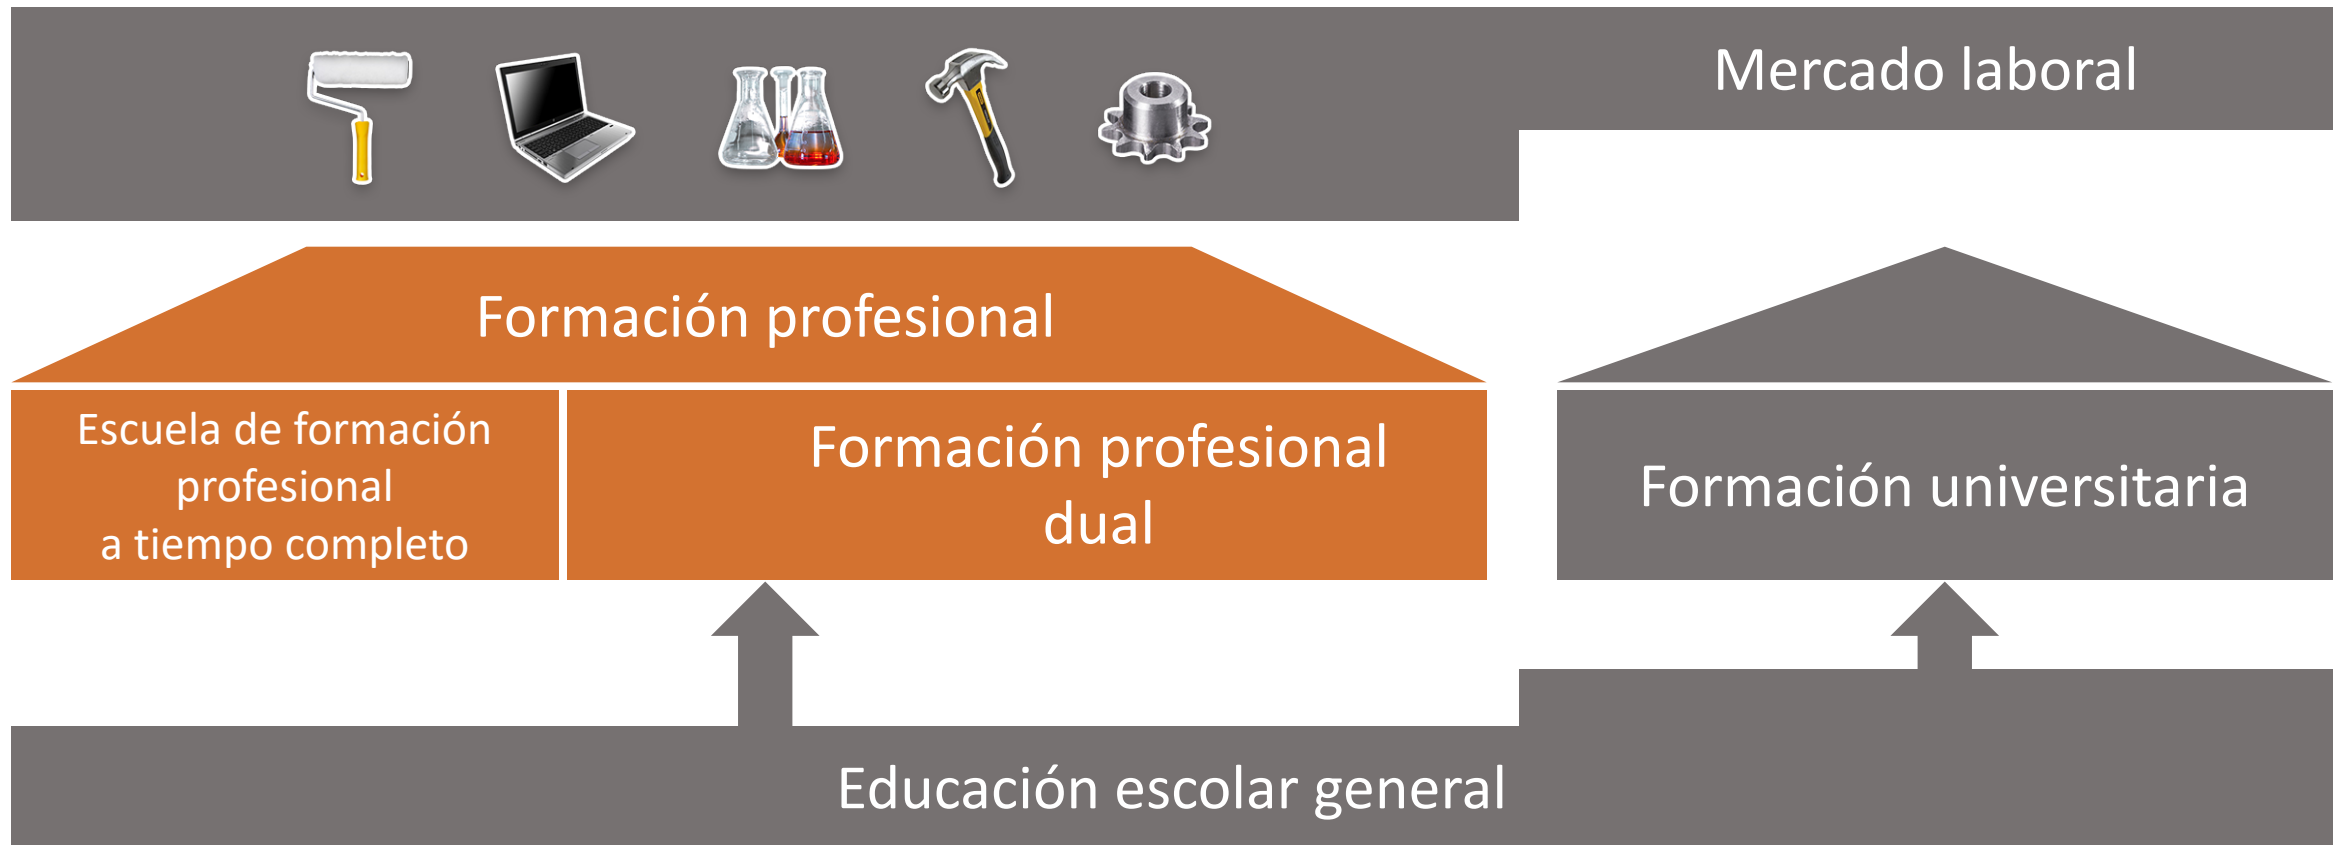 Mercado laboral
Formación profesional
Escuela de formación
profesional
a tiempo completo
Formación profesional
dual
Formación universitaria
Educación escolar general